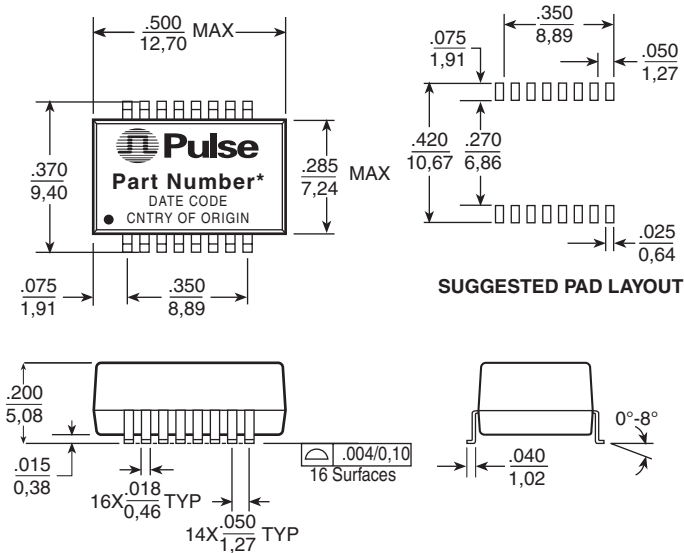 .500
12,70 MAX
.370
9,40
Pulse
Part Number*
DATE CODE
CNTRY OF ORIGIN
.285
7,24 MAX
.075
1,91
.350
8,89
.350
8,89
.075
1,91
.050
1,27
.420
10,67
.270
6,86
.025
0,64
SUGGESTED PAD LAYOUT
.200
5,08
.015
0,38
16X .018
0,46 TYP
14X .050
1,27 TYP
.004/0,10
16 Surfaces
0°-8°
.040
1,02